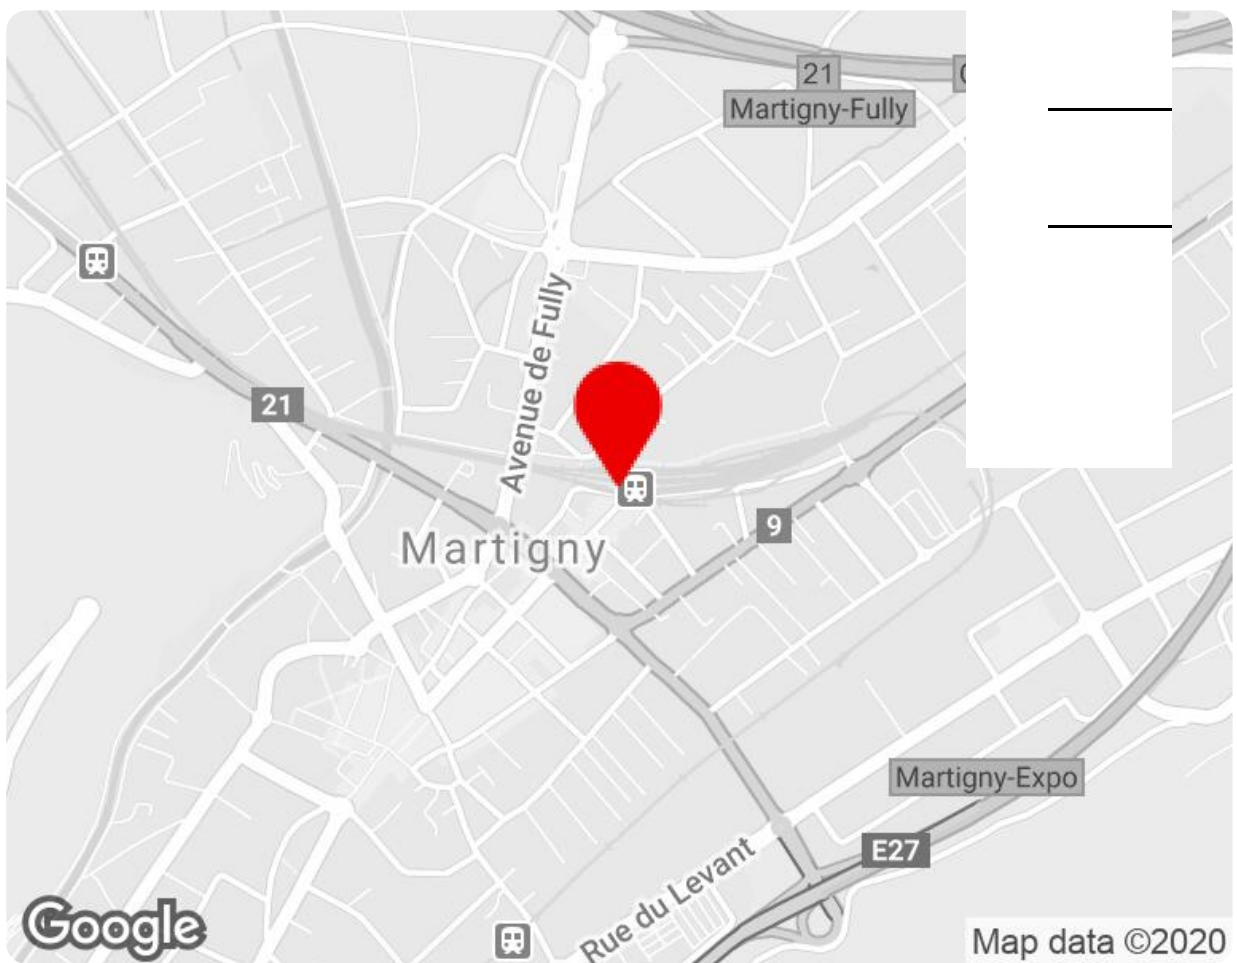 21
Martigny-Fully
Avenue de Fully
21
9
Martigny
Martigny-Expo
E27
Rue du Levant
Google
Map data ©2020